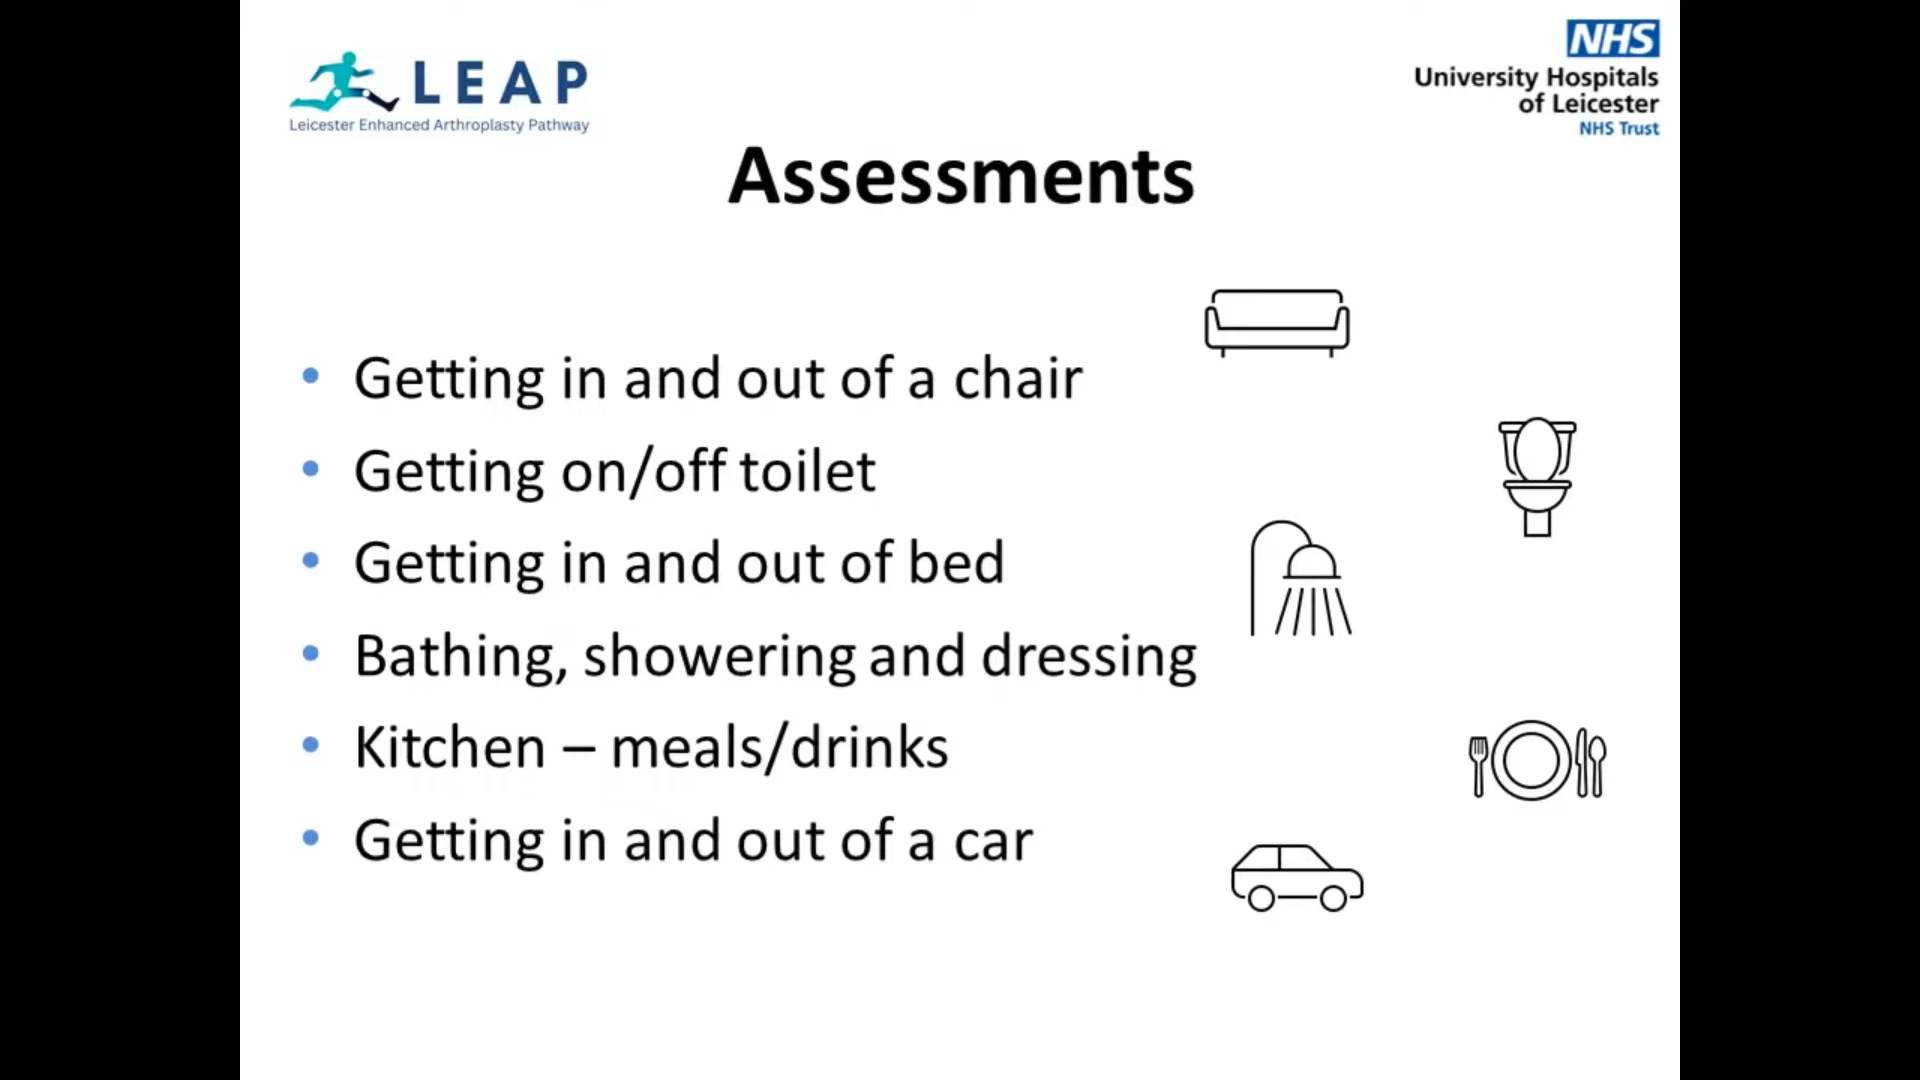 LEAP
Leicester Enhanced Arthroplasty Pathway
NHS
University Hospitals
of Leicester
NHS Trust
Assessments
• Getting in and out of a chair
• Getting on/off toilet
• Getting in and out of bed
• Bathing, showering and dressing
• Kitchen – meals/drinks
• Getting in and out of a car